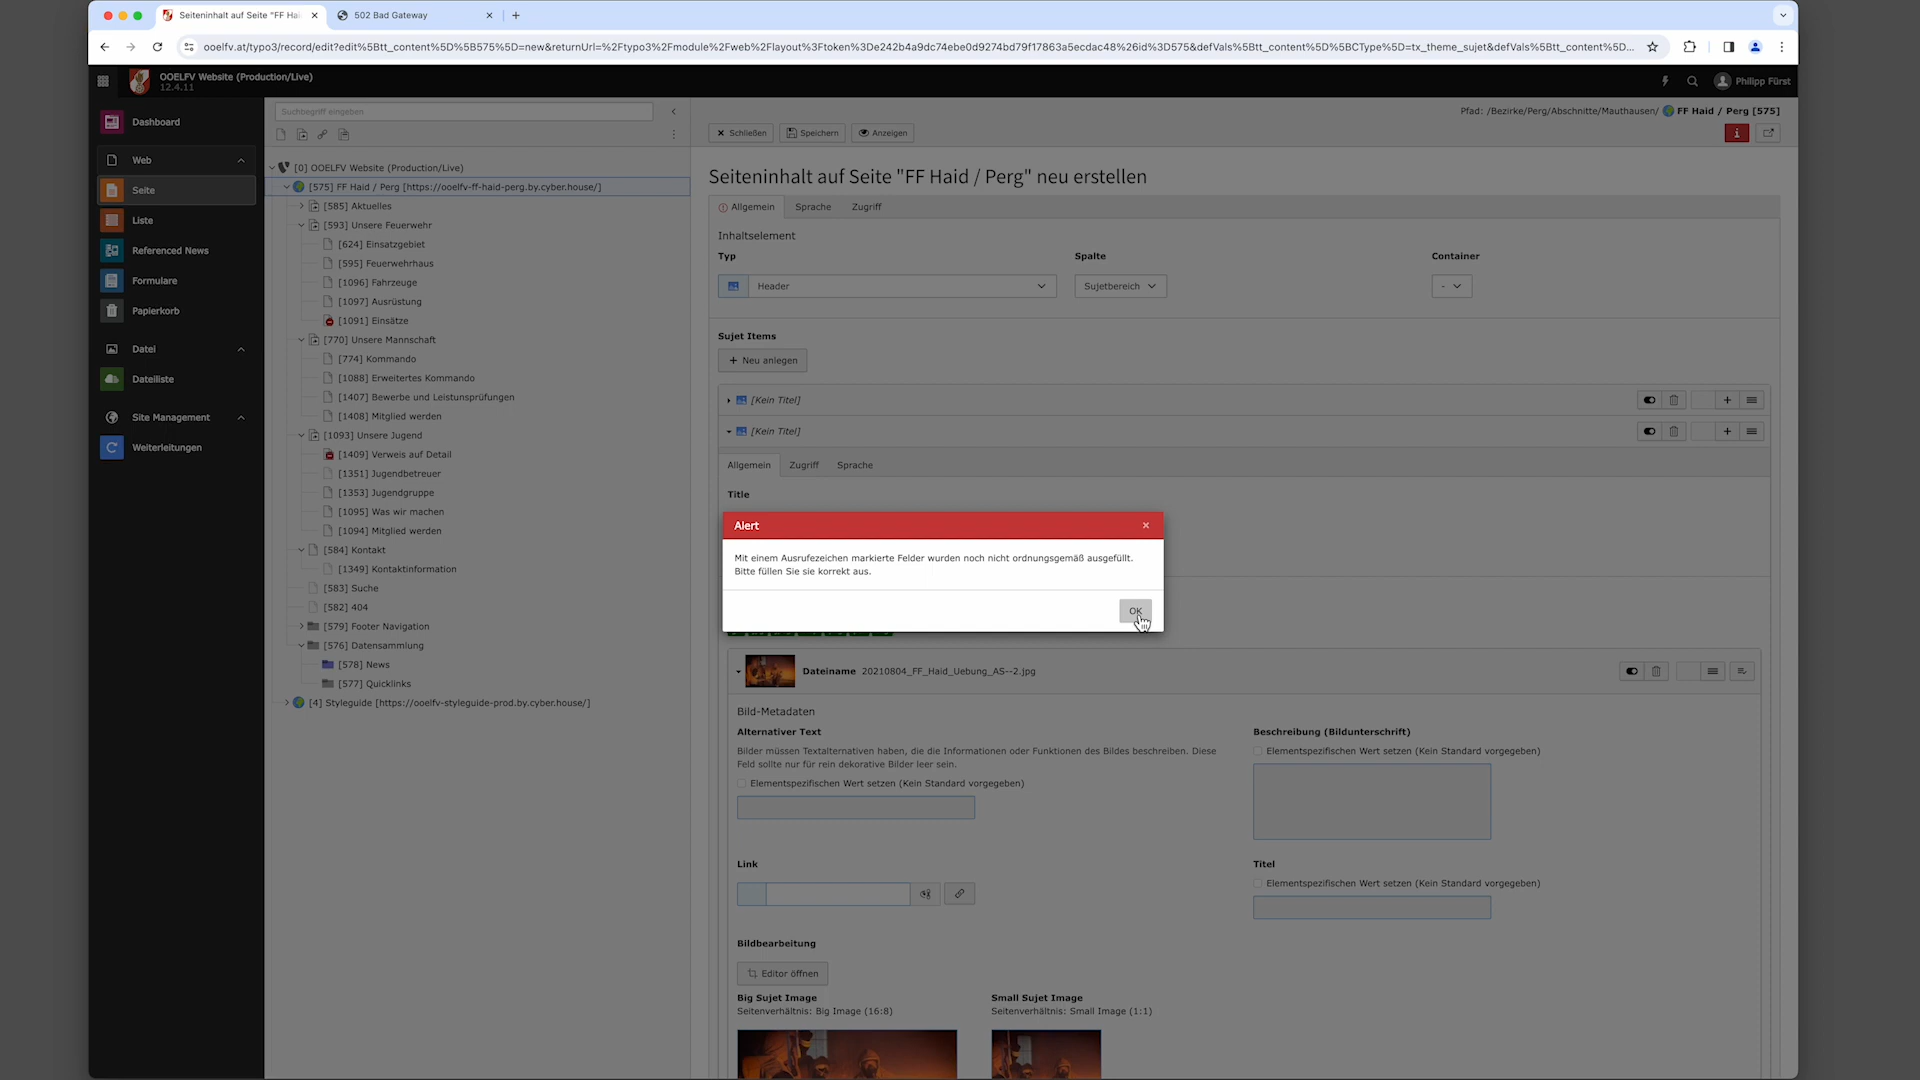 Seiteninhalt auf Seite "FF Hai
502 Bad Gateway
ooelfv.at/typo3/record/edit?edit%5Btt_content%5D%5B575%5D=new&returnUrl=%2Ftypo3%2Fmodule%2Fweb%2Flayout%3Ftoken%3De242b4a9dc74ebe0d9274bd79f17863a5ecdac48%26id%3D575&defVals%5Btt_content%5D%5BCType%5D=tx_theme_sujet&defVals%5Btt_content%5D...
OOELFV Website (Production/Live)
12.4.11
Philipp Fürst
Dashboard
Web
Seite
Liste
Referenced News
Formulare
Papierkorb
Datei
Dateiliste
Site Management
Weiterleitungen
Suchbegriff eingeben
[0] OOELFV Website (Production/Live)
[575] FF Haid / Perg [https://ooelfv-ff-haid-perg.by.cyber.house/]
[585] Aktuelles
[593] Unsere Feuerwehr
[624] Einsatzgebiet
[595] Feuerwehrhaus
[1096] Fahrzeuge
[1097] Ausrüstung
[1091] Einsätze
[770] Unsere Mannschaft
[774] Kommando
[1088] Erweitertes Kommando
[1407] Bewerbe und Leistunsprüfungen
[1408] Mitglied werden
[1093] Unsere Jugend
[1409] Verweis auf Detail
[1351] Jugendbetreuer
[1353] Jugendgruppe
[1095] Was wir machen
[1094] Mitglied werden
[584] Kontakt
[1349] Kontaktinformation
[583] Suche
[582] 404
[579] Footer Navigation
[576] Datensammlung
[578] News
[577] Quicklinks
[4] Styleguide [https://ooelfv-styleguide-prod.by.cyber.house/]
Pfad: /Bezirke/Perg/Abschnitte/Mauthausen/ FF Haid / Perg [575]
Schließen Speichern Anzeigen
Seiteninhalt auf Seite "FF Haid / Perg" neu erstellen
Allgemein Sprache Zugriff
Inhaltselement
Typ Spalte Container
Header Sujetbereich -
Sujet Items
+ Neu anlegen
[Kein Titel]
[Kein Titel]
Allgemein Zugriff Sprache
Title
Alert
Mit einem Ausrufezeichen markierte Felder wurden noch nicht ordnungsgemäß ausgefüllt.
Bitte füllen Sie sie korrekt aus.
OK
Dateiname 20210804_FF_Haid_Uebung_AS--2.jpg
Bild-Metadaten
Alternativer Text
Bilder müssen Textalternativen haben, die die Informationen oder Funktionen des Bildes beschreiben. Diese
Feld sollte nur für rein dekorative Bilder leer sein.
Elementspezifischen Wert setzen (Kein Standard vorgegeben)
Beschreibung (Bildunterschrift)
Elementspezifischen Wert setzen (Kein Standard vorgegeben)
Link
Titel
Elementspezifischen Wert setzen (Kein Standard vorgegeben)
Bildbearbeitung
Editor öffnen
Big Sujet Image
Seitenverhältnis: Big Image (16:8)
Small Sujet Image
Seitenverhältnis: Small Image (1:1)